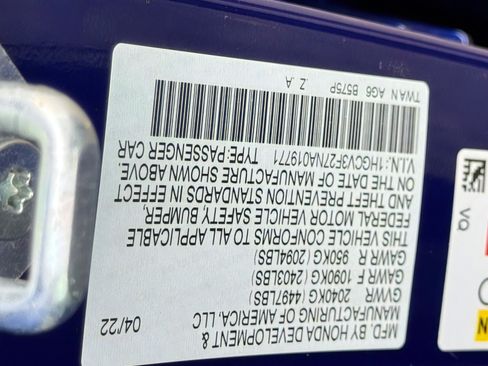 MFD. BY HONDA DEVELOPMENT &
MANUFACTURING OF AMERICA, LLC
04/22
GVWR 2040KG (4497LBS)
GAWR F 1090KG (2403LBS)
GAWR R 950KG (2094LBS)
THIS VEHICLE CONFORMS TO ALL APPLICABLE
FEDERAL MOTOR VEHICLE SAFETY, BUMPER,
AND THEFT PREVENTION STANDARDS IN EFFECT
ON THE DATE OF MANUFACTURE SHOWN ABOVE.
V.I.N.:1HGCV3F27NA019771 TYPE:PASSENGER CAR
Z A
TWA N AG6 B575P